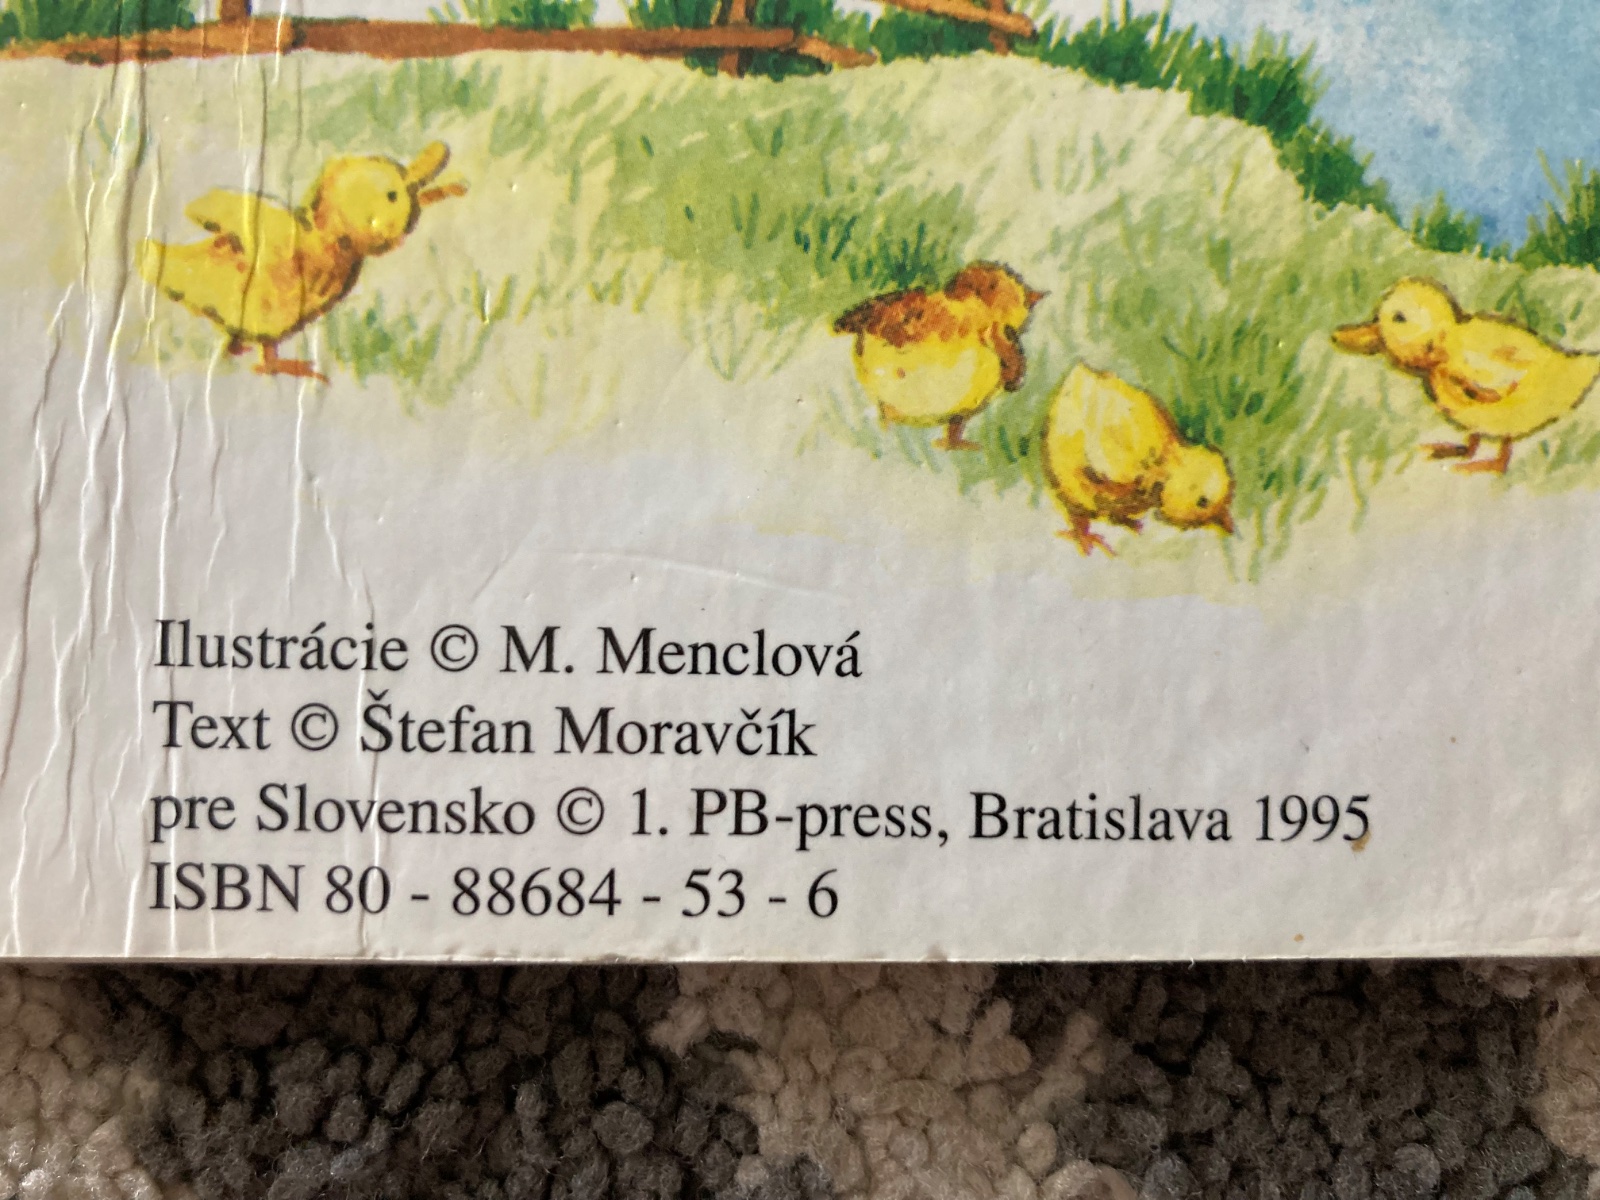 Ilustrácie © M. Menclová
Text © Štefan Moravčík
pre Slovensko © 1. PB-press, Bratislava 1995
ISBN 80 - 88684 - 53 - 6